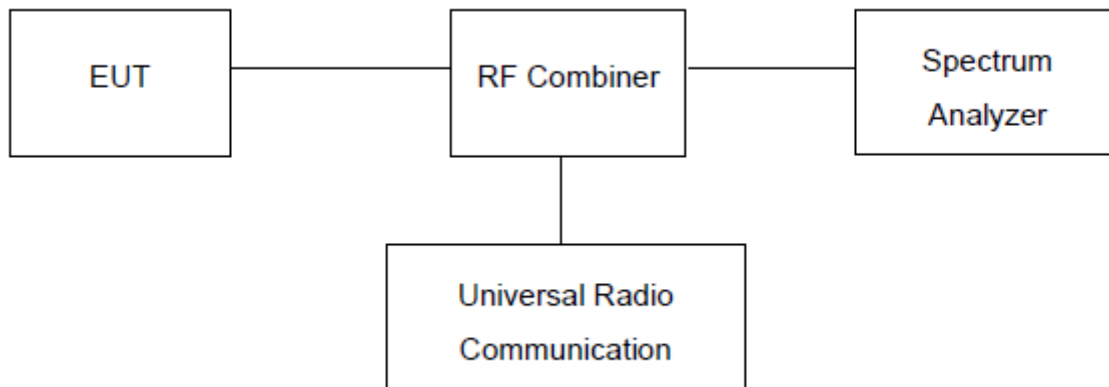 EUT
RF Combiner
Spectrum
Analyzer
Universal Radio
Communication